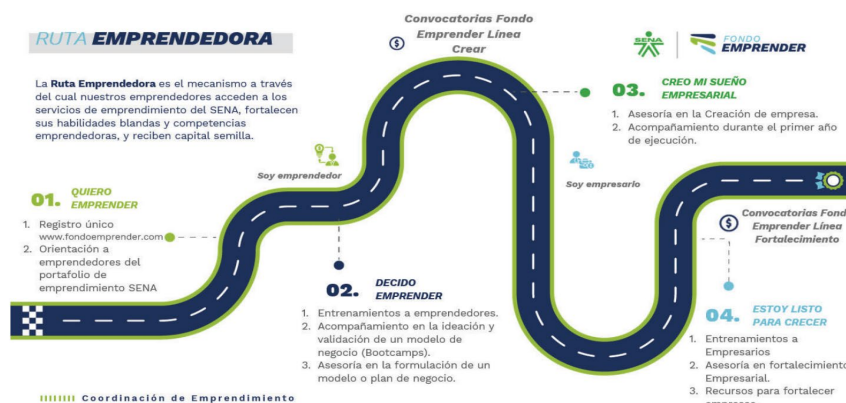 RUTA EMPRENDEDORA
La Ruta Emprendedora es el mecanismo a través
del cual nuestros emprendedores acceden a los
servicios de emprendimiento del SENA, fortalecen
sus habilidades blandas y competencias
emprendedoras, y reciben capital semilla.
Convocatorias Fondo
Emprender Línea
Crear
SENA
FONDO
EMPRENDER
01. QUIERO
EMPRENDER
1. Registro único
www.fondoemprender.com
2. Orientación a
emprendedores del
portafolio de
emprendimiento SENA
Soy emprendedor
02. DECIDO
EMPRENDER
1. Entrenamientos a emprendedores.
2. Acompañamiento en la ideación y
validación de un modelo de
negocio (Bootcamps).
3. Asesoría en la formulación de un
modelo o plan de negocio.
03. CREO MI SUEÑO
EMPRESARIAL
1. Asesoría en la Creación de empresa.
2. Acompañamiento durante el primer año
de ejecución.
Soy empresario
Convocatorias Fond
Emprender Línea
Fortalecimiento
04. ESTOY LISTO
PARA CRECER
1. Entrenamientos a
Empresarios
2. Asesoría en fortalecimiento
Empresarial.
3. Recursos para fortalecer
Coordinación de Emprendimiento